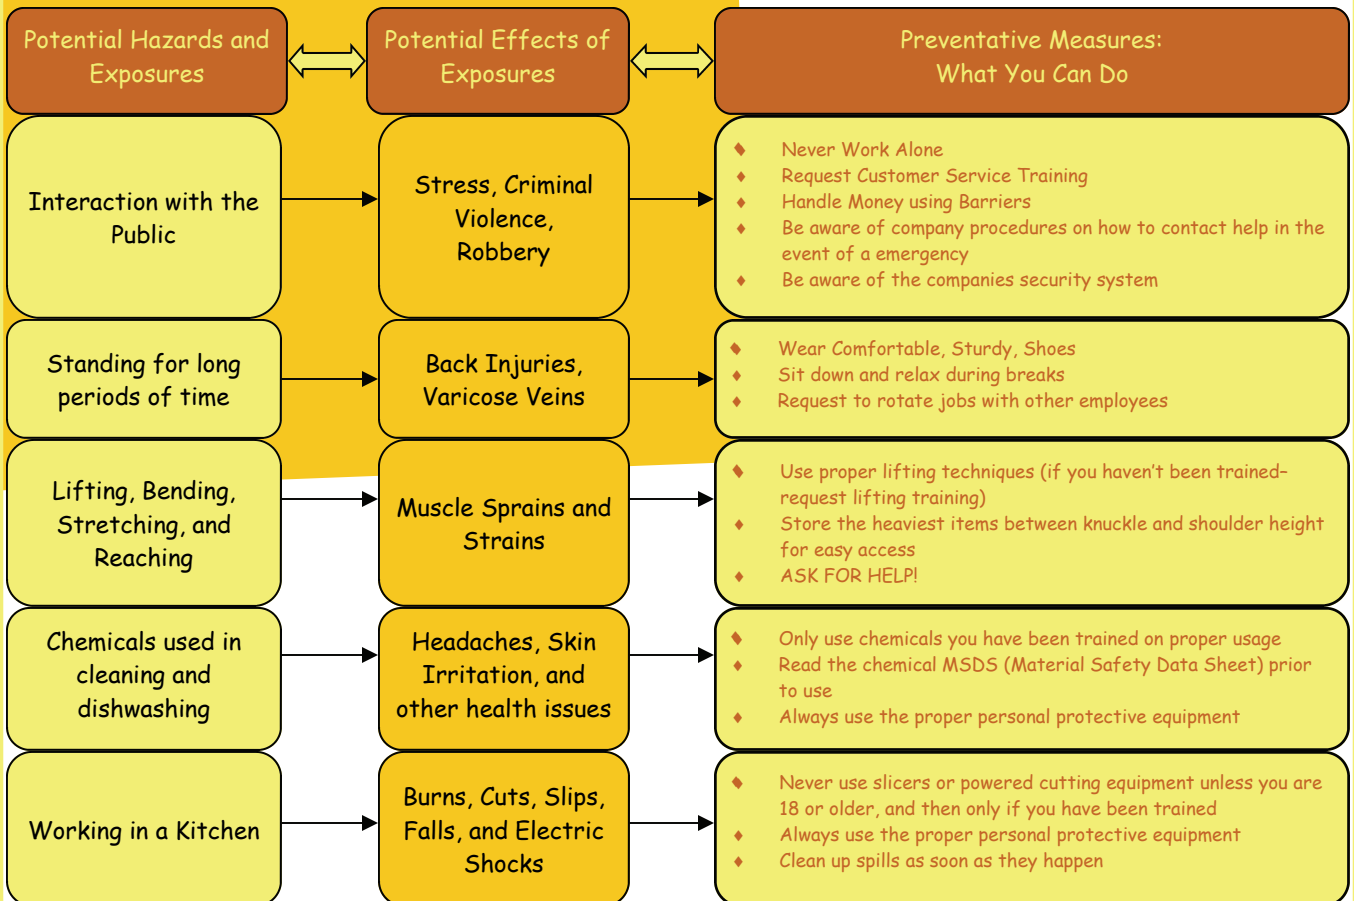 Potential Hazards and
Exposures
Potential Effects of
Exposures
Preventative Measures:
What You Can Do
Interaction with the
Public
Stress, Criminal
Violence,
Robbery
♦ Never Work Alone
♦ Request Customer Service Training
♦ Handle Money using Barriers
♦ Be aware of company procedures on how to contact help in the
event of a emergency
♦ Be aware of the companies security system
Standing for long
periods of time
Back Injuries,
Varicose Veins
♦ Wear Comfortable, Sturdy, Shoes
♦ Sit down and relax during breaks
♦ Request to rotate jobs with other employees
Lifting, Bending,
Stretching, and
Reaching
Muscle Sprains and
Strains
♦ Use proper lifting techniques (if you haven't been trained–
request lifting training)
♦ Store the heaviest items between knuckle and shoulder height
for easy access
♦ ASK FOR HELP!
Chemicals used in
cleaning and
dishwashing
Headaches, Skin
Irritation, and
other health issues
♦ Only use chemicals you have been trained on proper usage
♦ Read the chemical MSDS (Material Safety Data Sheet) prior
to use
♦ Always use the proper personal protective equipment
Working in a Kitchen
Burns, Cuts, Slips,
Falls, and Electric
Shocks
♦ Never use slicers or powered cutting equipment unless you are
18 or older, and then only if you have been trained
♦ Always use the proper personal protective equipment
♦ Clean up spills as soon as they happen